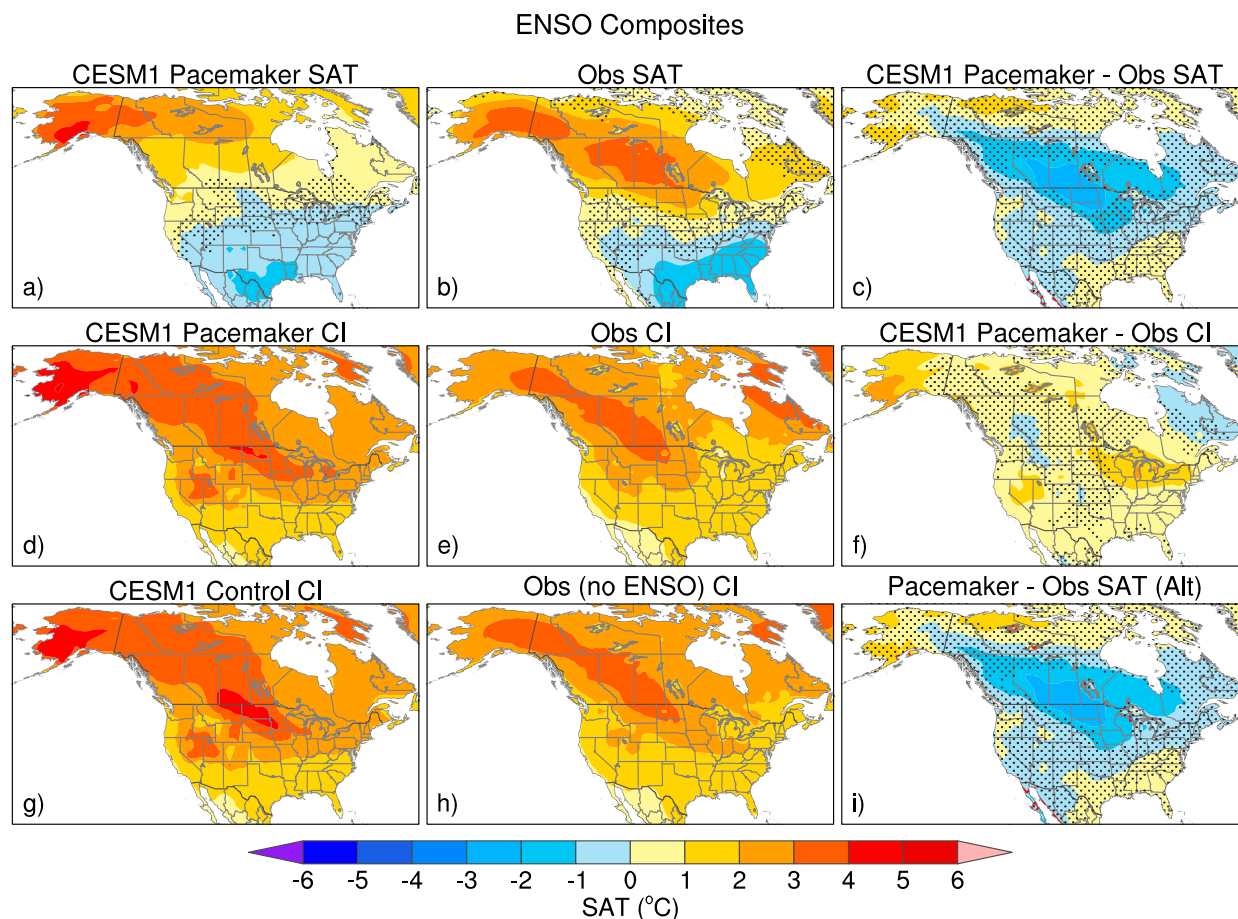 ENSO Composites
CESM1 Pacemaker SAT
Obs SAT
CESM1 Pacemaker - Obs SAT
a)
b)
c)
CESM1 Pacemaker CI
Obs CI
CESM1 Pacemaker - Obs CI
d)
e)
f)
CESM1 Control CI
Obs (no ENSO) CI
Pacemaker - Obs SAT (Alt)
g)
h)
i)
-6 -5 -4 -3 -2 -1 0 1 2 3 4 5 6
SAT (°C)